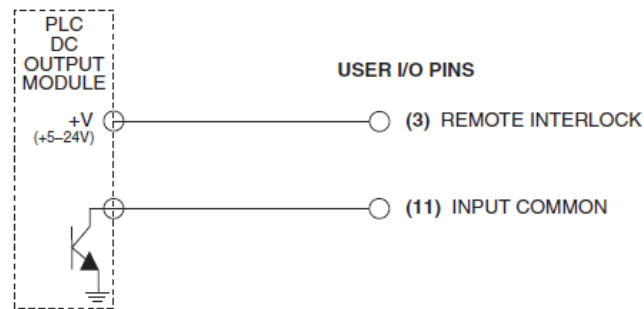 PLC
DC
OUTPUT
MODULE
USER I/O PINS
+V
(+5–24V)
(3) REMOTE INTERLOCK
(11) INPUT COMMON